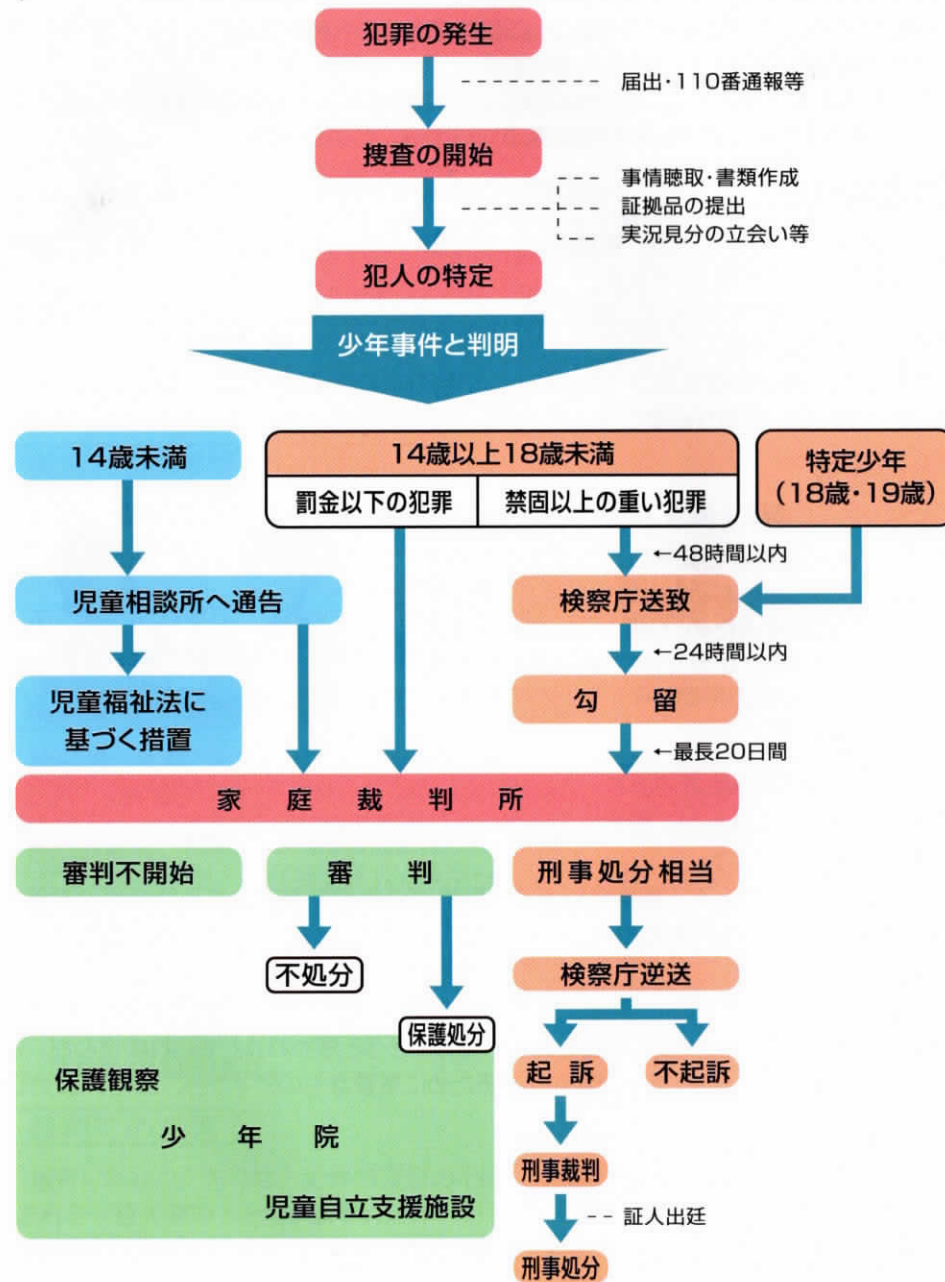 犯罪の発生
届出・110番通報等
捜査の開始
事情聴取・書類作成
証拠品の提出
実況見分の立会い等
犯人の特定
少年事件と判明
14歳未満
14歳以上18歳未満
罰金以下の犯罪
禁固以上の重い犯罪
特定少年
（18歳・19歳）
←48時間以内
児童相談所へ通告
検察庁送致
←24時間以内
児童福祉法に
基づく措置
勾留
←最長20日間
家庭裁判所
審判不開始
審判
刑事処分相当
不処分
検察庁逆送
保護処分
起訴
不起訴
保護観察
少年院
児童自立支援施設
刑事裁判
証人出廷
刑事処分